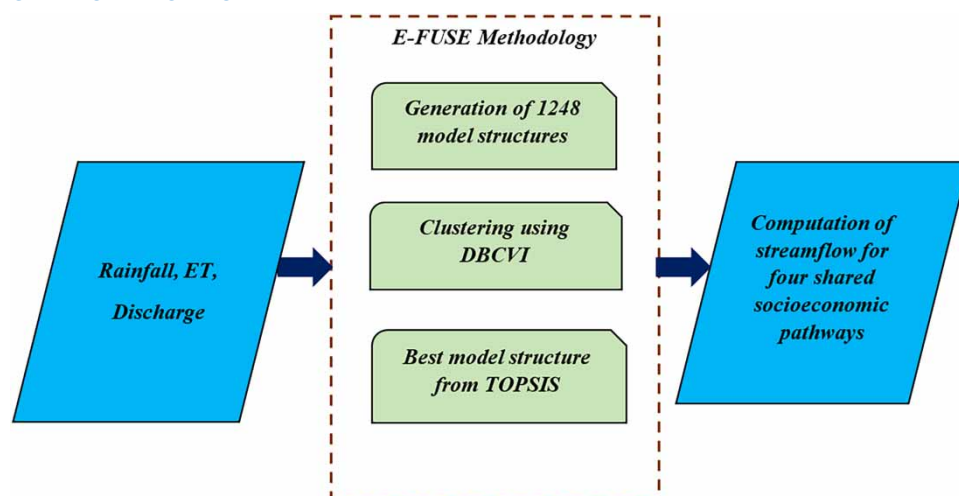 E-FUSE Methodology
Generation of 1248
model structures
Clustering using
DBCVI
Best model structure
from TOPSIS
Rainfall, ET,
Discharge
Computation of
streamflow for
four shared
socioeconomic
pathways